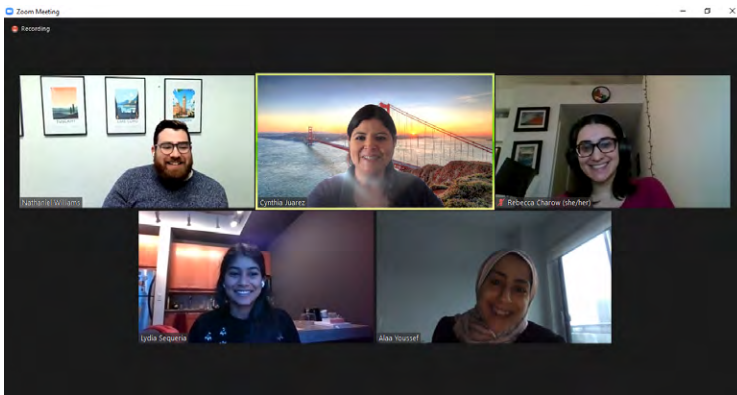 Zoom Meeting
Recording
Nathaniel Williams
Cynthia Juarez
Rebecca Charow (she/her)
Lydia Sequeria
Alaa Youssef